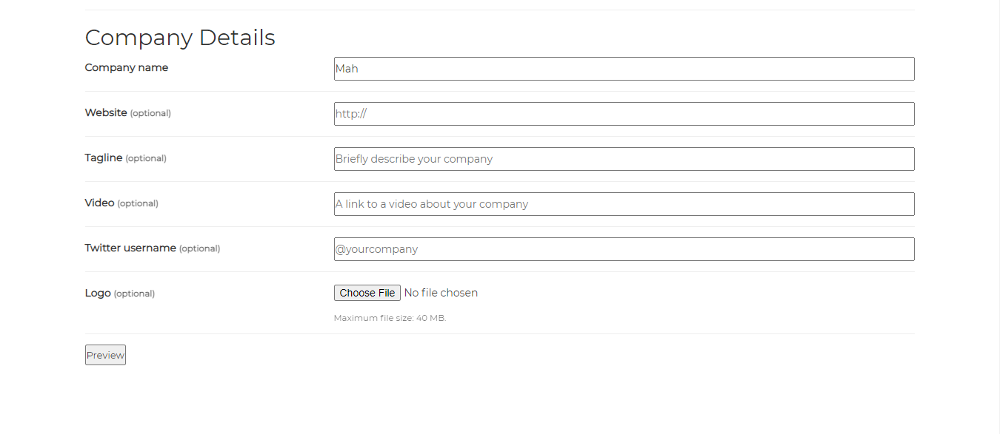 Company Details
Company name
Mah
Website (optional)
http://
Tagline (optional)
Briefly describe your company
Video (optional)
A link to a video about your company
Twitter username (optional)
@yourcompany
Logo (optional)
Choose File No file chosen
Maximum file size: 40 MB.
Preview